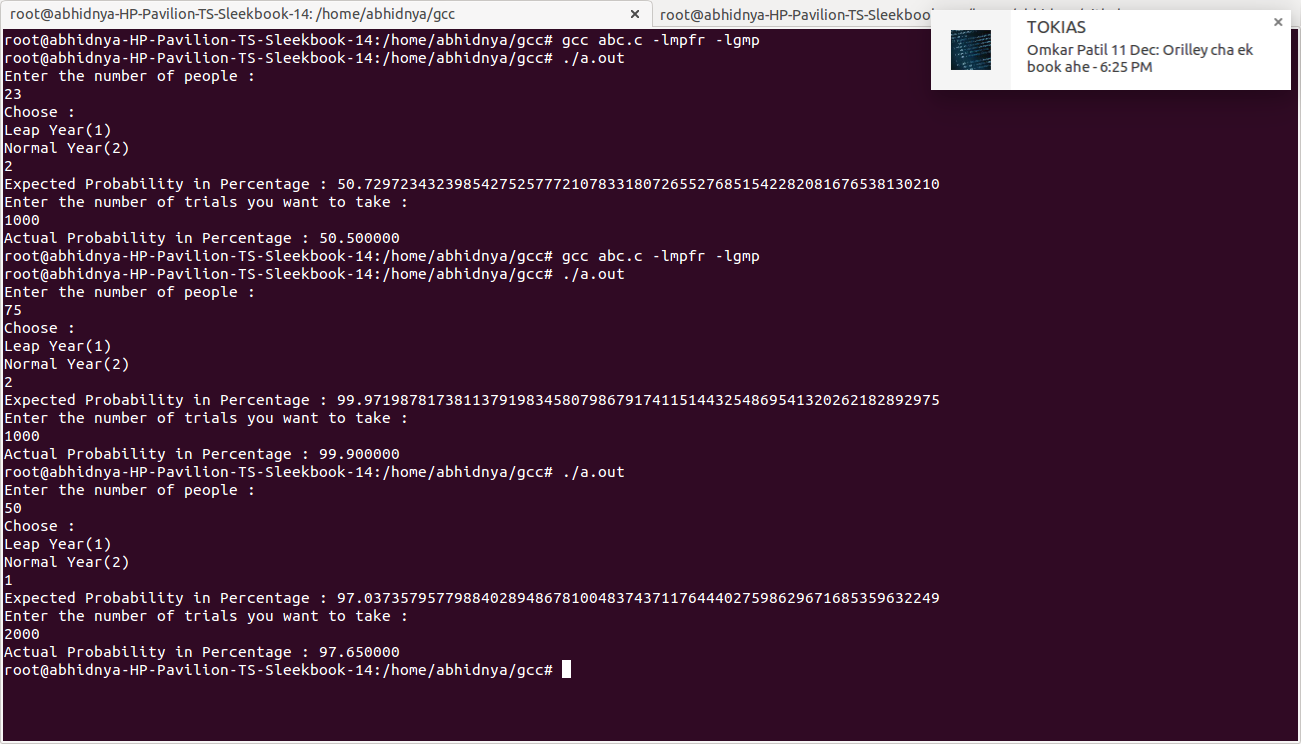 root@abhidnya-HP-Pavilion-TS-Sleekbook-14: /home/abhidnya/gcc
root@abhidnya-HP-Pavilion-TS-Sleekboo
TOKIAS
Omkar Patil 11 Dec: Orilley cha ek
book ahe - 6:25 PM
root@abhidnya-HP-Pavilion-TS-Sleekbook-14:/home/abhidnya/gcc# gcc abc.c -lmpfr -lgmp
root@abhidnya-HP-Pavilion-TS-Sleekbook-14:/home/abhidnya/gcc# ./a.out
Enter the number of people :
23
Choose :
Leap Year(1)
Normal Year(2)
2
Expected Probability in Percentage : 50.7297234323985427525777210783318072655276851542282081676538130210
Enter the number of trials you want to take :
1000
Actual Probability in Percentage : 50.500000
root@abhidnya-HP-Pavilion-TS-Sleekbook-14:/home/abhidnya/gcc# gcc abc.c -lmpfr -lgmp
root@abhidnya-HP-Pavilion-TS-Sleekbook-14:/home/abhidnya/gcc# ./a.out
Enter the number of people :
75
Choose :
Leap Year(1)
Normal Year(2)
2
Expected Probability in Percentage : 99.9719878173811379198345807986791741151443254869541320262182892975
Enter the number of trials you want to take :
1000
Actual Probability in Percentage : 99.900000
root@abhidnya-HP-Pavilion-TS-Sleekbook-14:/home/abhidnya/gcc# ./a.out
Enter the number of people :
50
Choose :
Leap Year(1)
Normal Year(2)
1
Expected Probability in Percentage : 97.0373579577988402894867810048374371176444027598629671685359632249
Enter the number of trials you want to take :
2000
Actual Probability in Percentage : 97.650000
root@abhidnya-HP-Pavilion-TS-Sleekbook-14:/home/abhidnya/gcc#